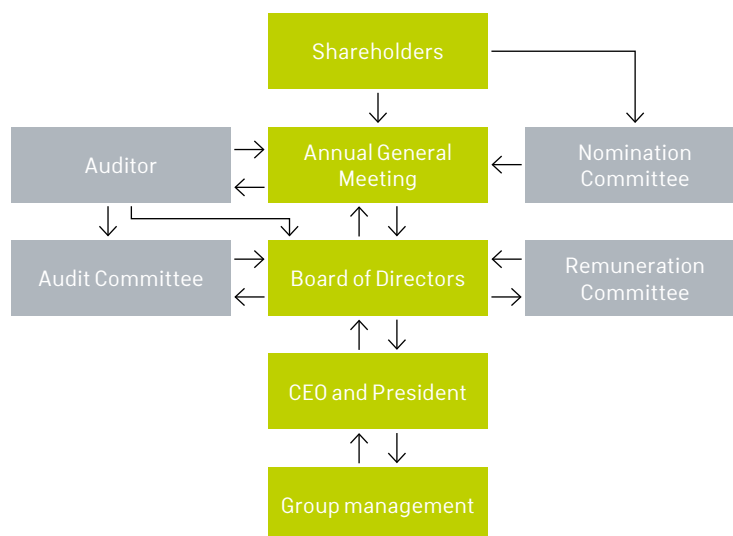 Shareholders
Auditor
Annual General
Meeting
Nomination
Committee
Audit Committee
Board of Directors
Remuneration
Committee
CEO and President
Group management